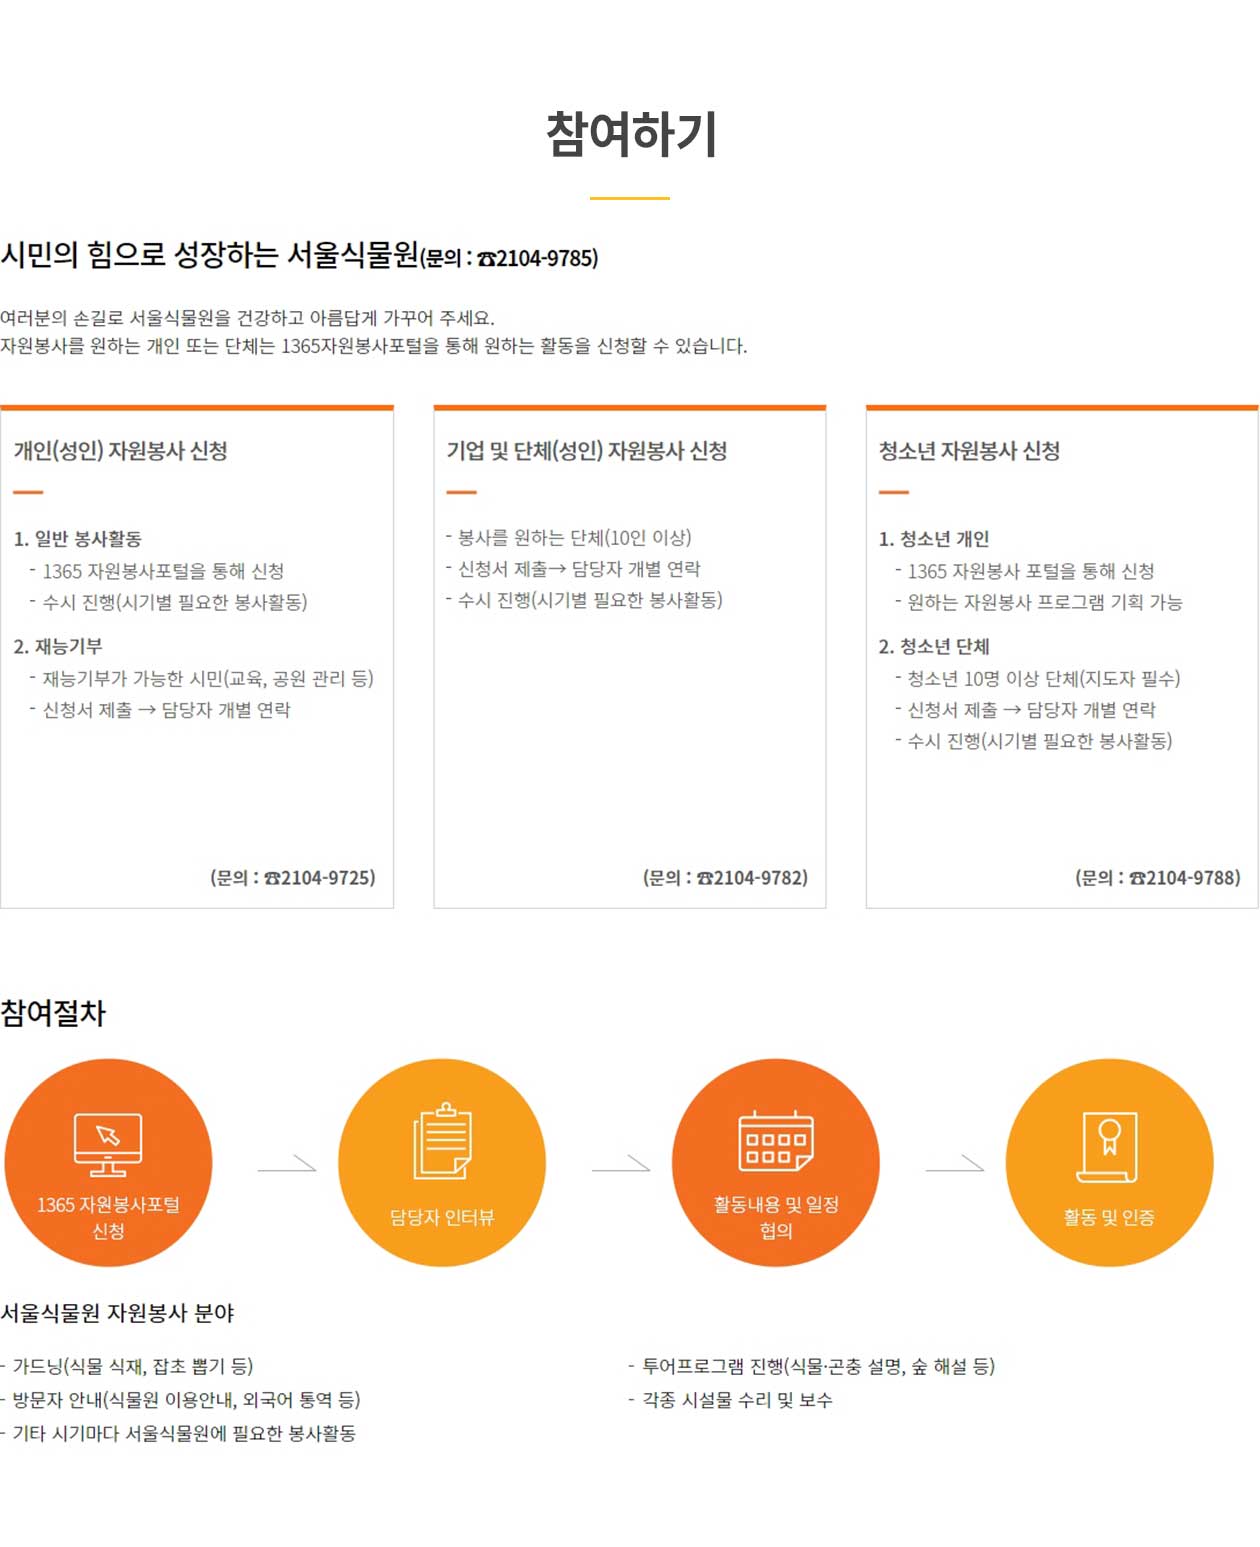 참여하기
시민의 힘으로 성장하는 서울식물원(문의 : ☎2104-9785)
여러분의 손길로 서울식물원을 건강하고 아름답게 가꾸어 주세요.
자원봉사를 원하는 개인 또는 단체는 1365자원봉사포털을 통해 원하는 활동을 신청할 수 있습니다.
개인(성인) 자원봉사 신청
1. 일반 봉사활동
- 1365 자원봉사포털을 통해 신청
- 수시 진행(시기별 필요한 봉사활동)
2. 재능기부
- 재능기부가 가능한 시민(교육, 공원 관리 등)
- 신청서 제출 → 담당자 개별 연락
(문의 : ☎2104-9725)
기업 및 단체(성인) 자원봉사 신청
- 봉사를 원하는 단체(10인 이상)
- 신청서 제출→ 담당자 개별 연락
- 수시 진행(시기별 필요한 봉사활동)
(문의 : ☎2104-9782)
청소년 자원봉사 신청
1. 청소년 개인
- 1365 자원봉사 포털을 통해 신청
- 원하는 자원봉사 프로그램 기획 가능
2. 청소년 단체
- 청소년 10명 이상 단체(지도자 필수)
- 신청서 제출 → 담당자 개별 연락
- 수시 진행(시기별 필요한 봉사활동)
(문의 : ☎2104-9788)
참여절차
1365 자원봉사포털
신청
담당자 인터뷰
활동내용 및 일정
협의
활동 및 인증
서울식물원 자원봉사 분야
- 가드닝(식물 식재, 잡초 뽑기 등)
- 방문자 안내(식물원 이용안내, 외국어 통역 등)
- 기타 시기마다 서울식물원에 필요한 봉사활동
- 투어프로그램 진행(식물·곤충 설명, 숲 해설 등)
- 각종 시설물 수리 및 보수